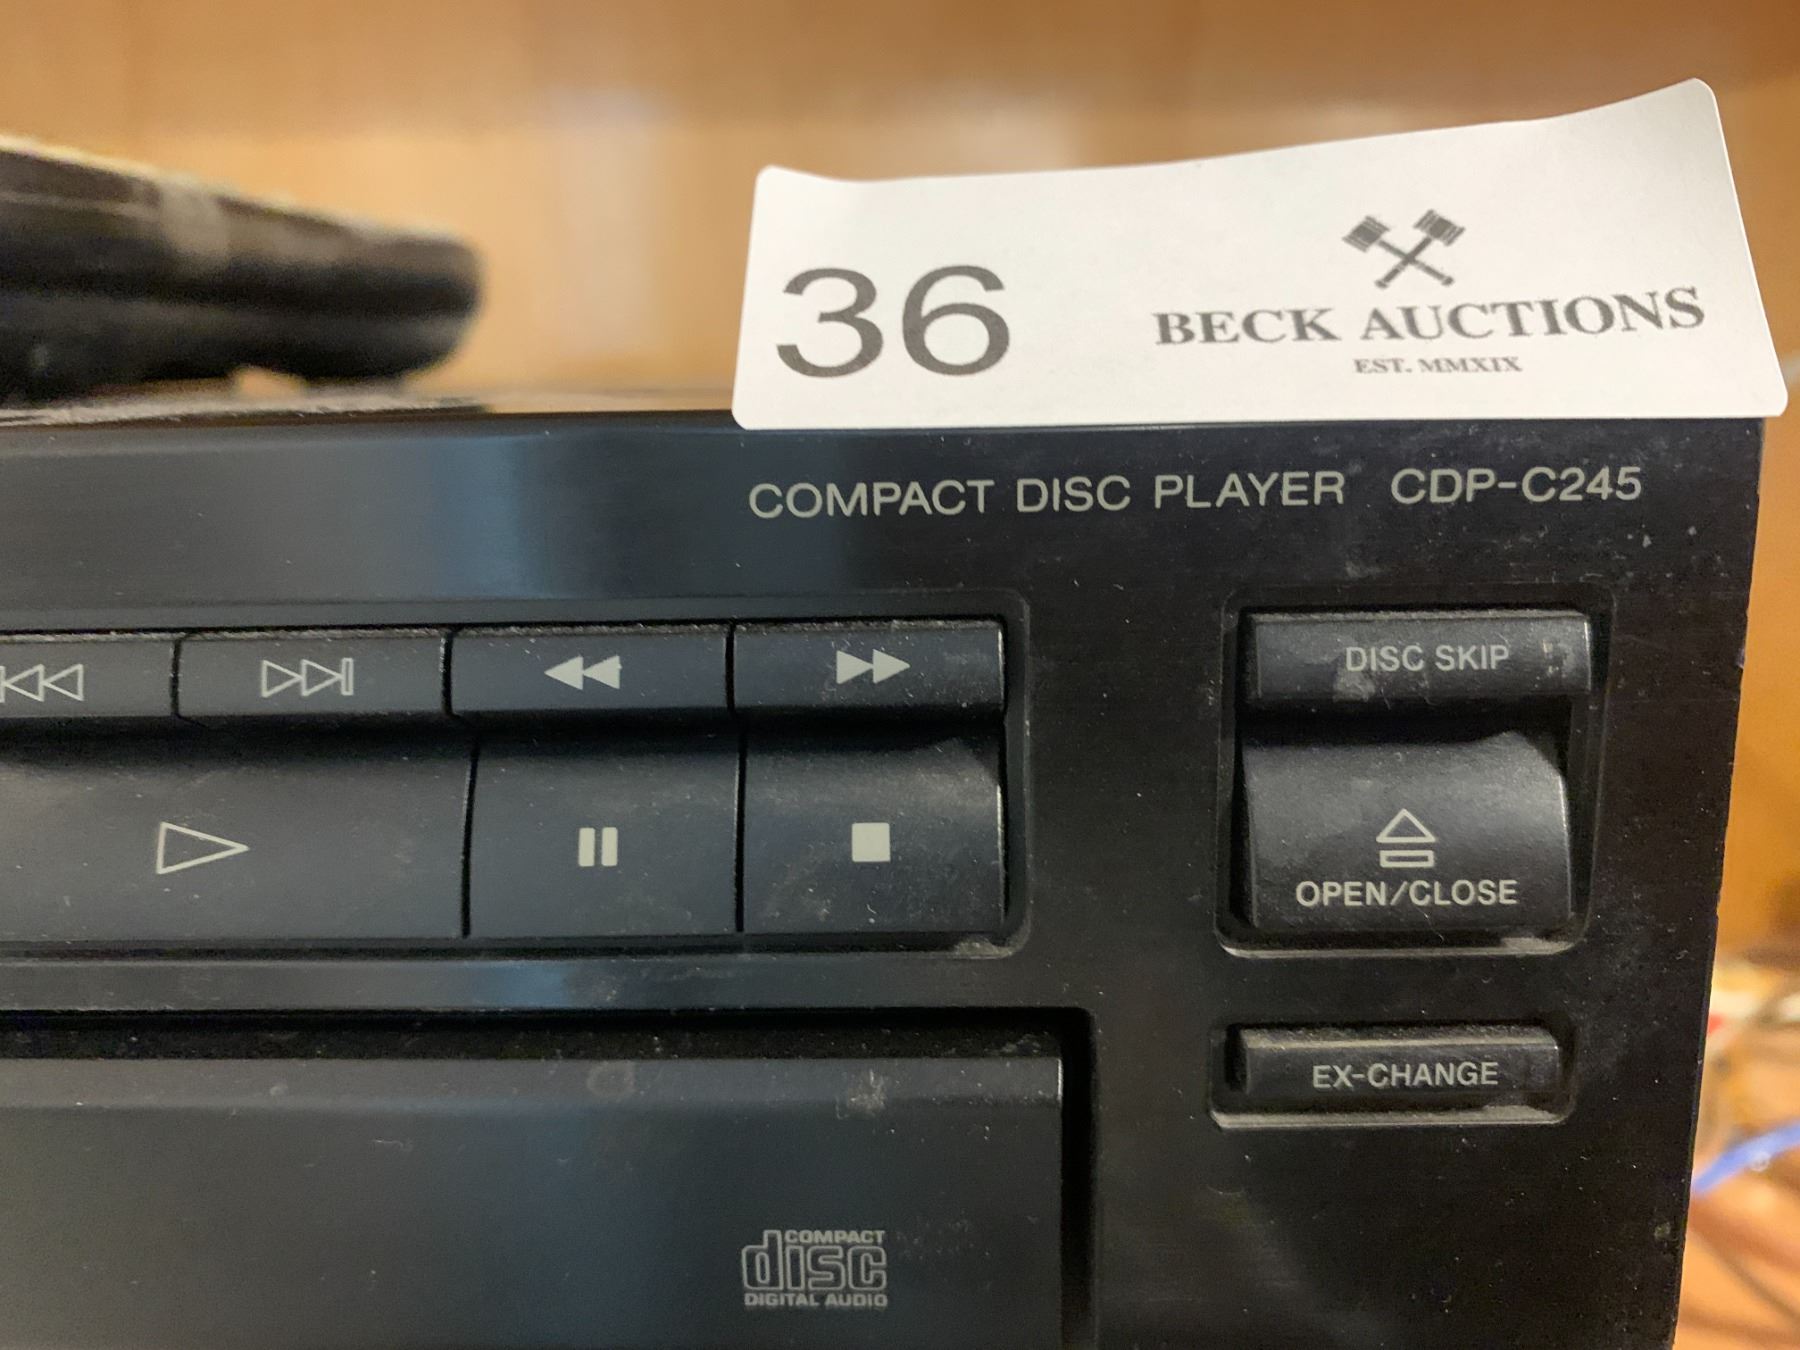 36
BECK AUCTIONS
EST. MMXIX
COMPACT DISC PLAYER CDP-C245
DISC SKIP
OPEN/CLOSE
EX-CHANGE
COMPACT
disc
DIGITAL AUDIO